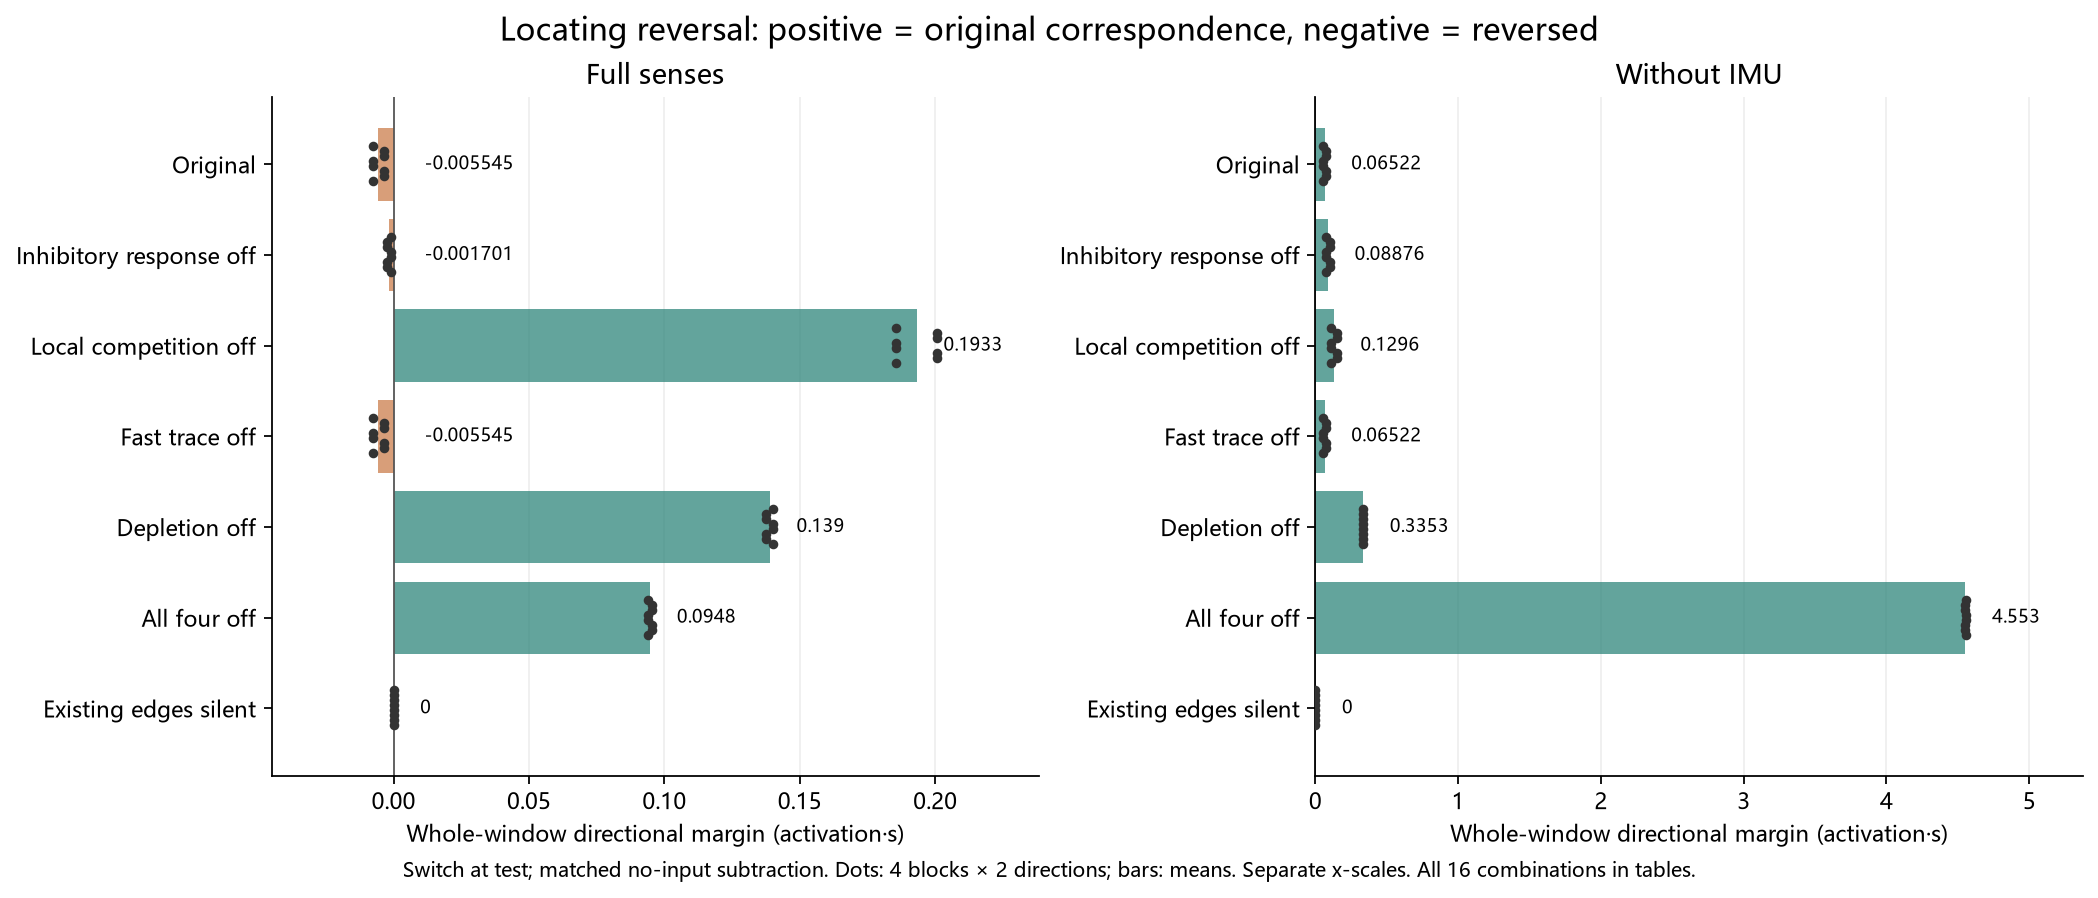 Locating reversal: positive = original correspondence, negative = reversed
Full senses
Original
-0.005545
Inhibitory response off
-0.001701
Local competition off
0.1933
Fast trace off
-0.005545
Depletion off
0.139
All four off
0.0948
Existing edges silent
0
0.00 0.05 0.10 0.15 0.20
Whole-window directional margin (activation·s)
Without IMU
Original
0.06522
Inhibitory response off
0.08876
Local competition off
0.1296
Fast trace off
0.06522
Depletion off
0.3353
All four off
4.553
Existing edges silent
0
0 1 2 3 4 5
Whole-window directional margin (activation·s)
Switch at test; matched no-input subtraction. Dots: 4 blocks × 2 directions; bars: means. Separate x-scales. All 16 combinations in tables.